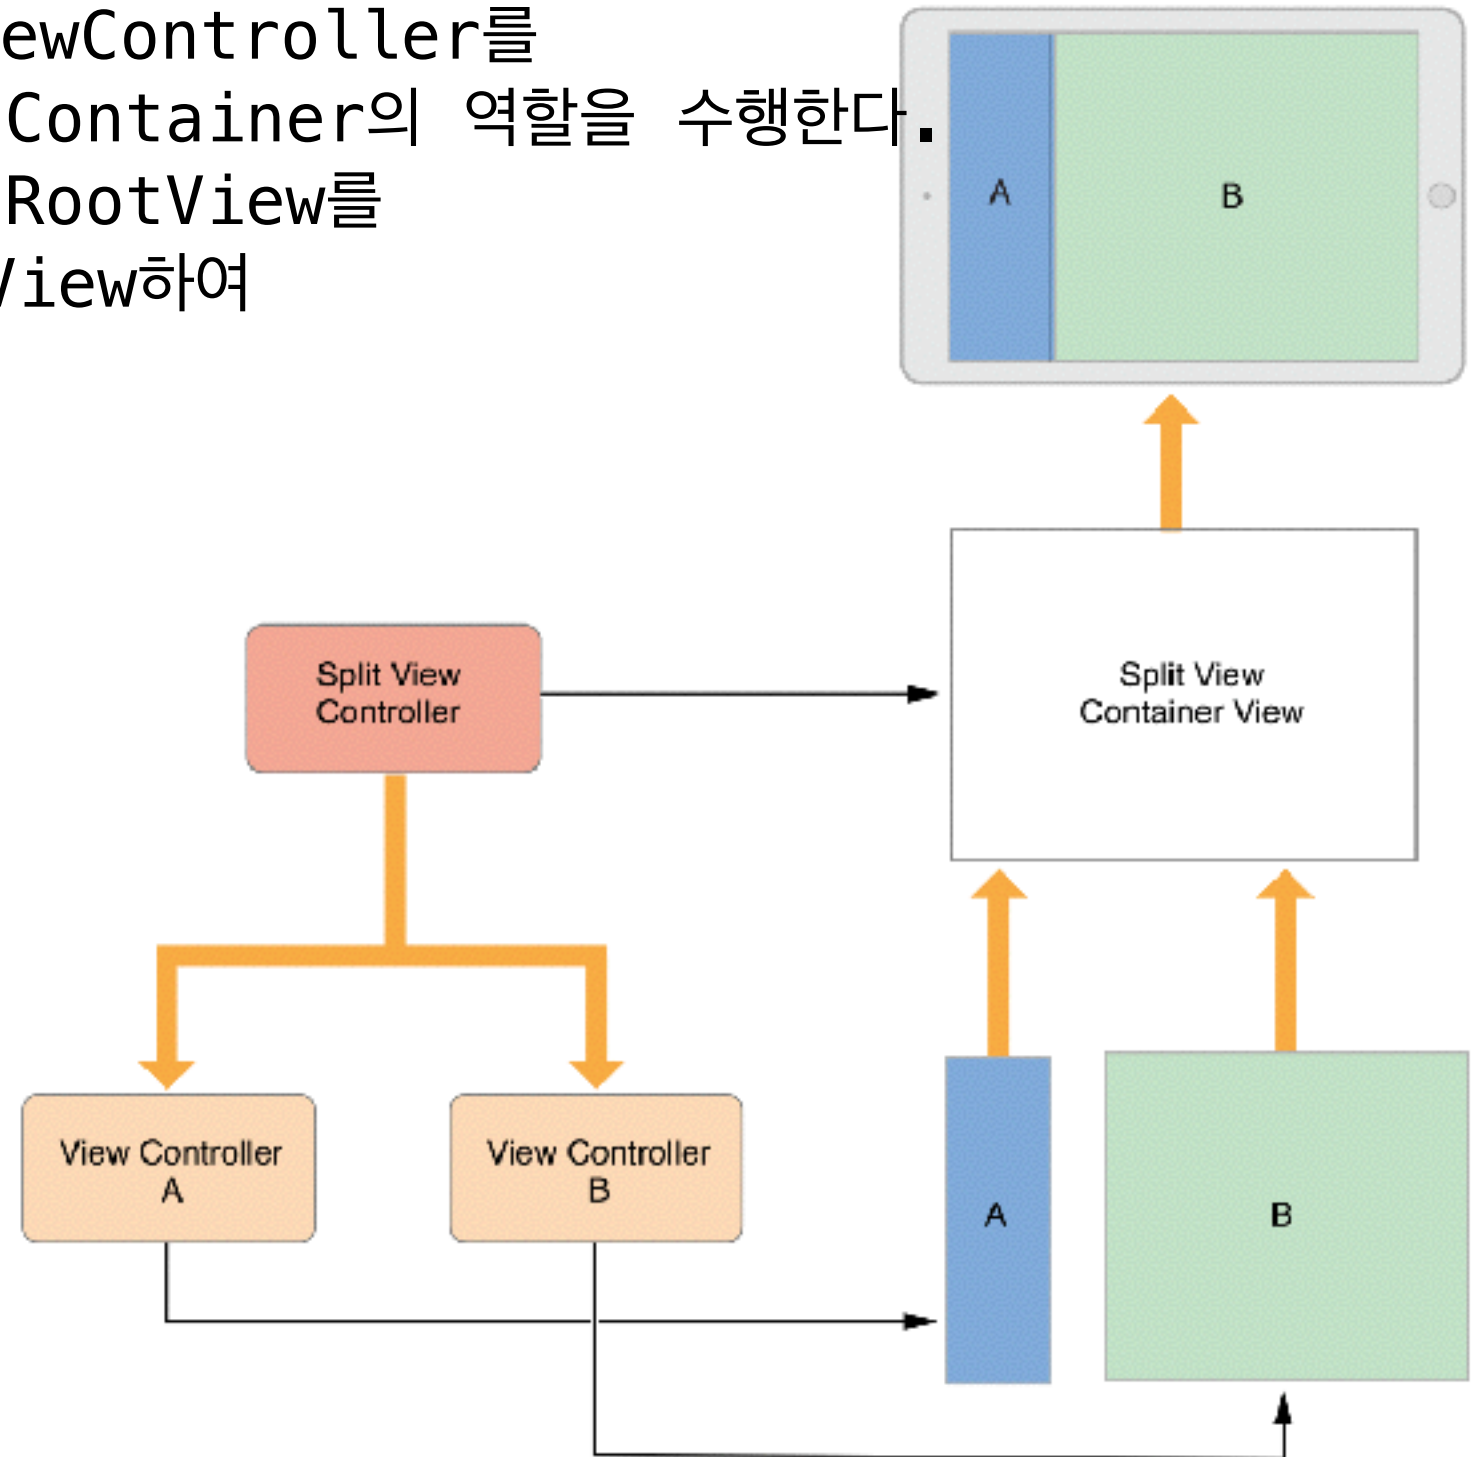 ewController를
Container의 역할을 수행한다.
RootView를
View하여
A
B
Split View
Controller
Split View
Container View
View Controller
A
View Controller
B
A
B